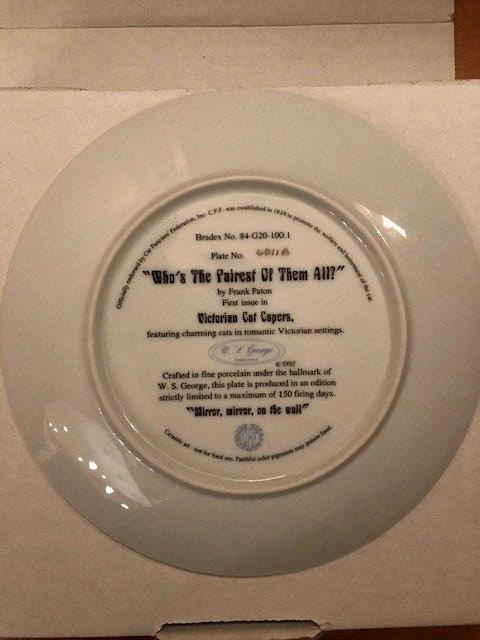 Officially endorsed by Cat Fanciers Federation, Inc. C.F.F. was established in 1919 to promote the welfare and betterment of the cat.
Bradex No. 84-G20-100.1
Plate No. 6011B
"Who's The Fairest Of Them All?"
by Frank Paton
First issue in
Victorian Cat Capers,
featuring charming cats in romantic Victorian settings.
W. S. George
©1992
Crafted in fine porcelain under the hallmark of
W. S. George, this plate is produced in an edition
strictly limited to a maximum of 150 firing days.
"Mirror, mirror, on the wall"
Ceramic art - not for food use. Faithful color pigments may poison food.